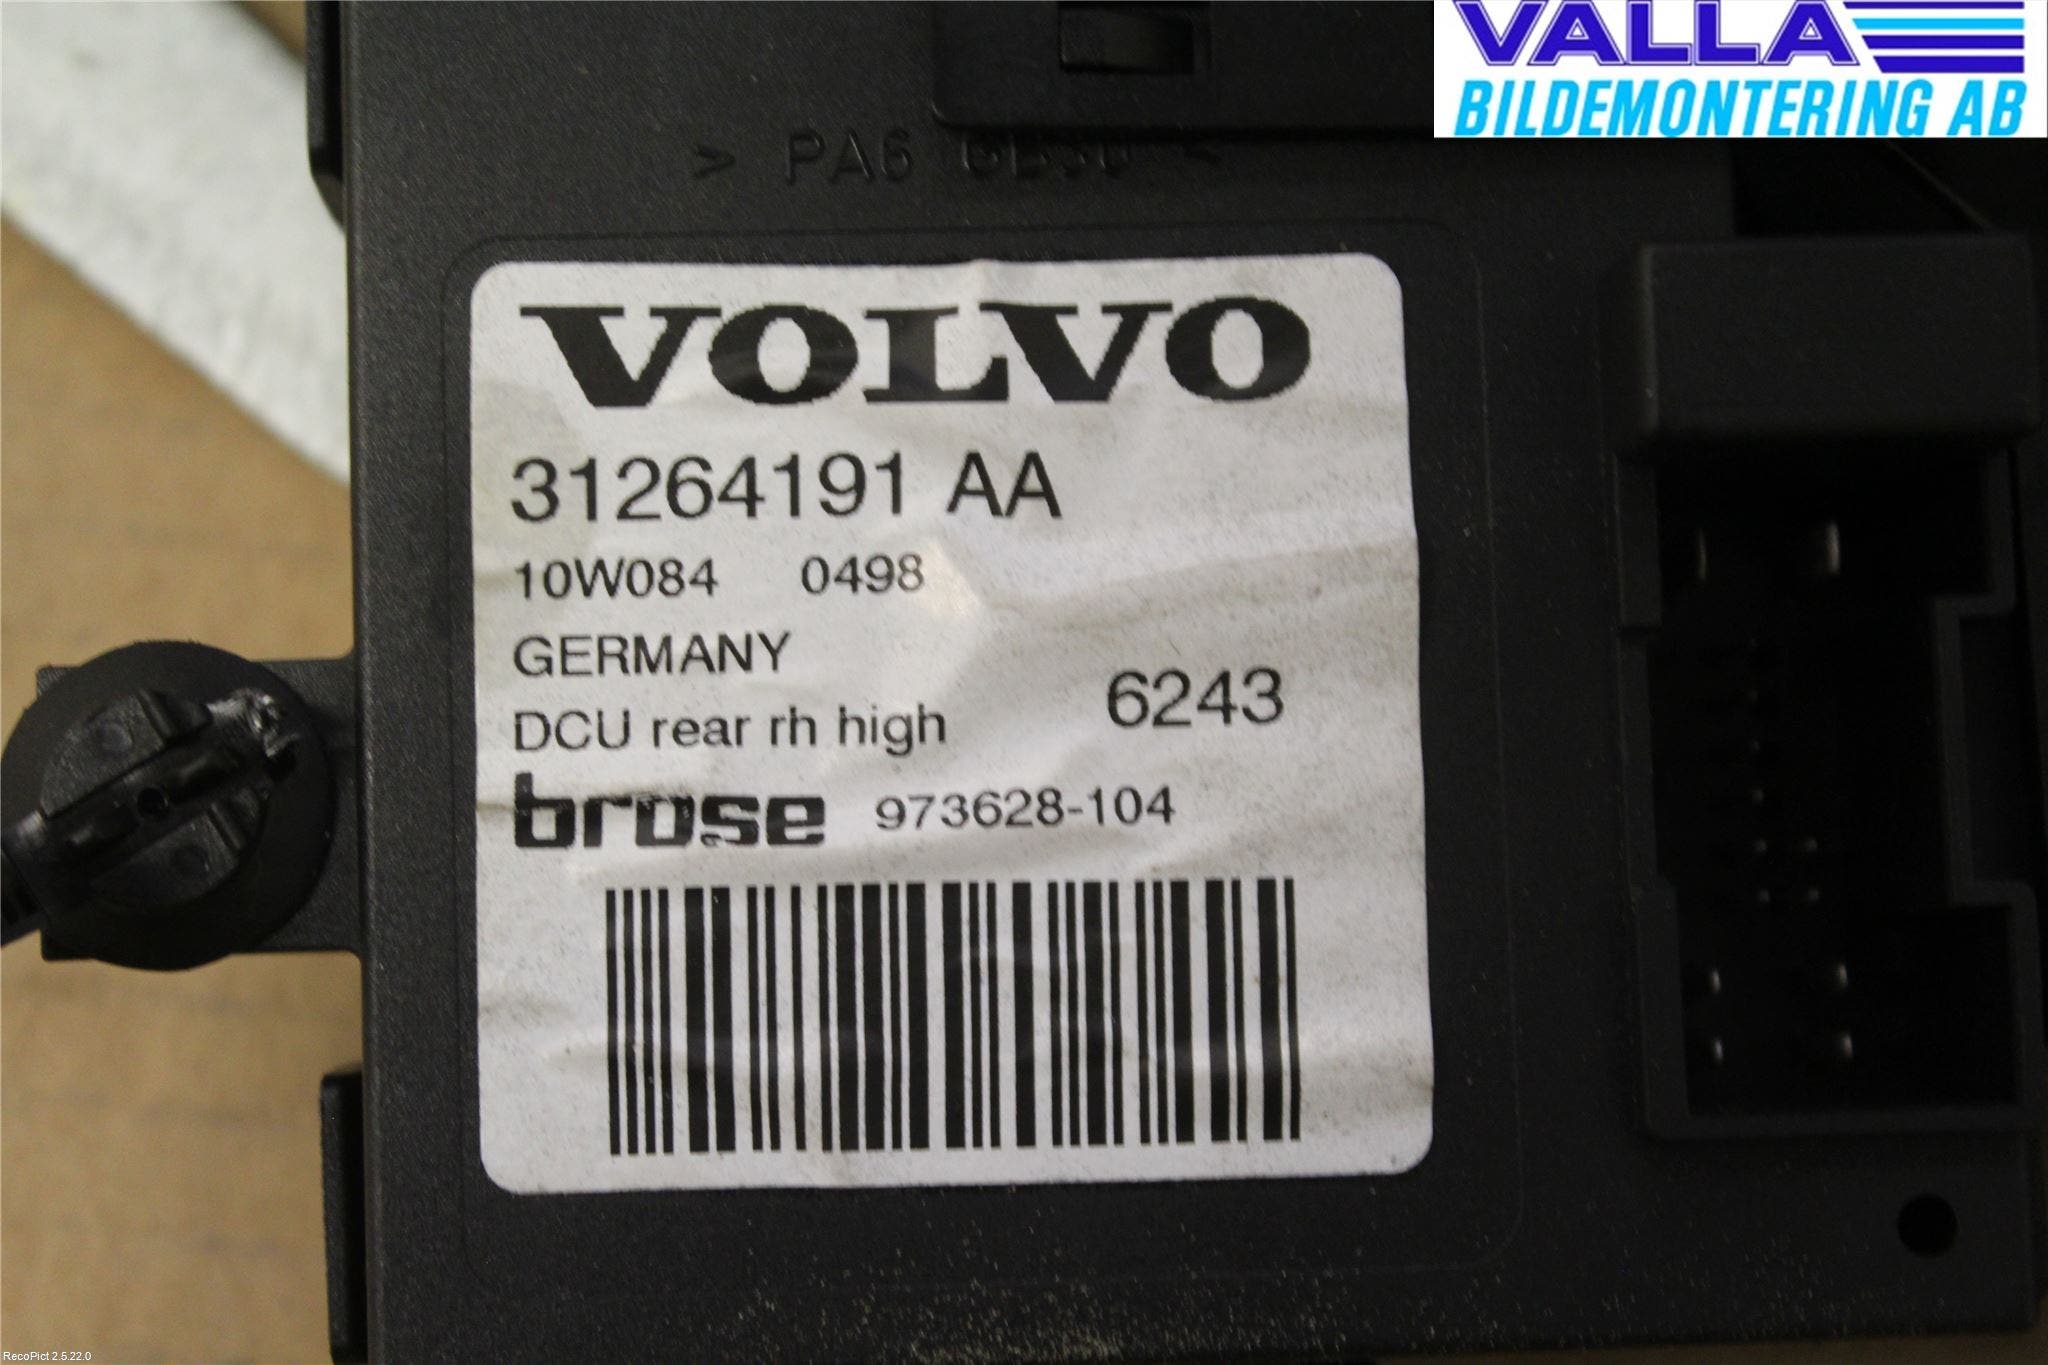 VALLA
BILDEMONTERING AB
> PA6 GB30 <
VOLVO
31264191 AA
10W084 0498
GERMANY
DCU rear rh high 6243
brose 973628-104
RecoPict 2.5.22.0